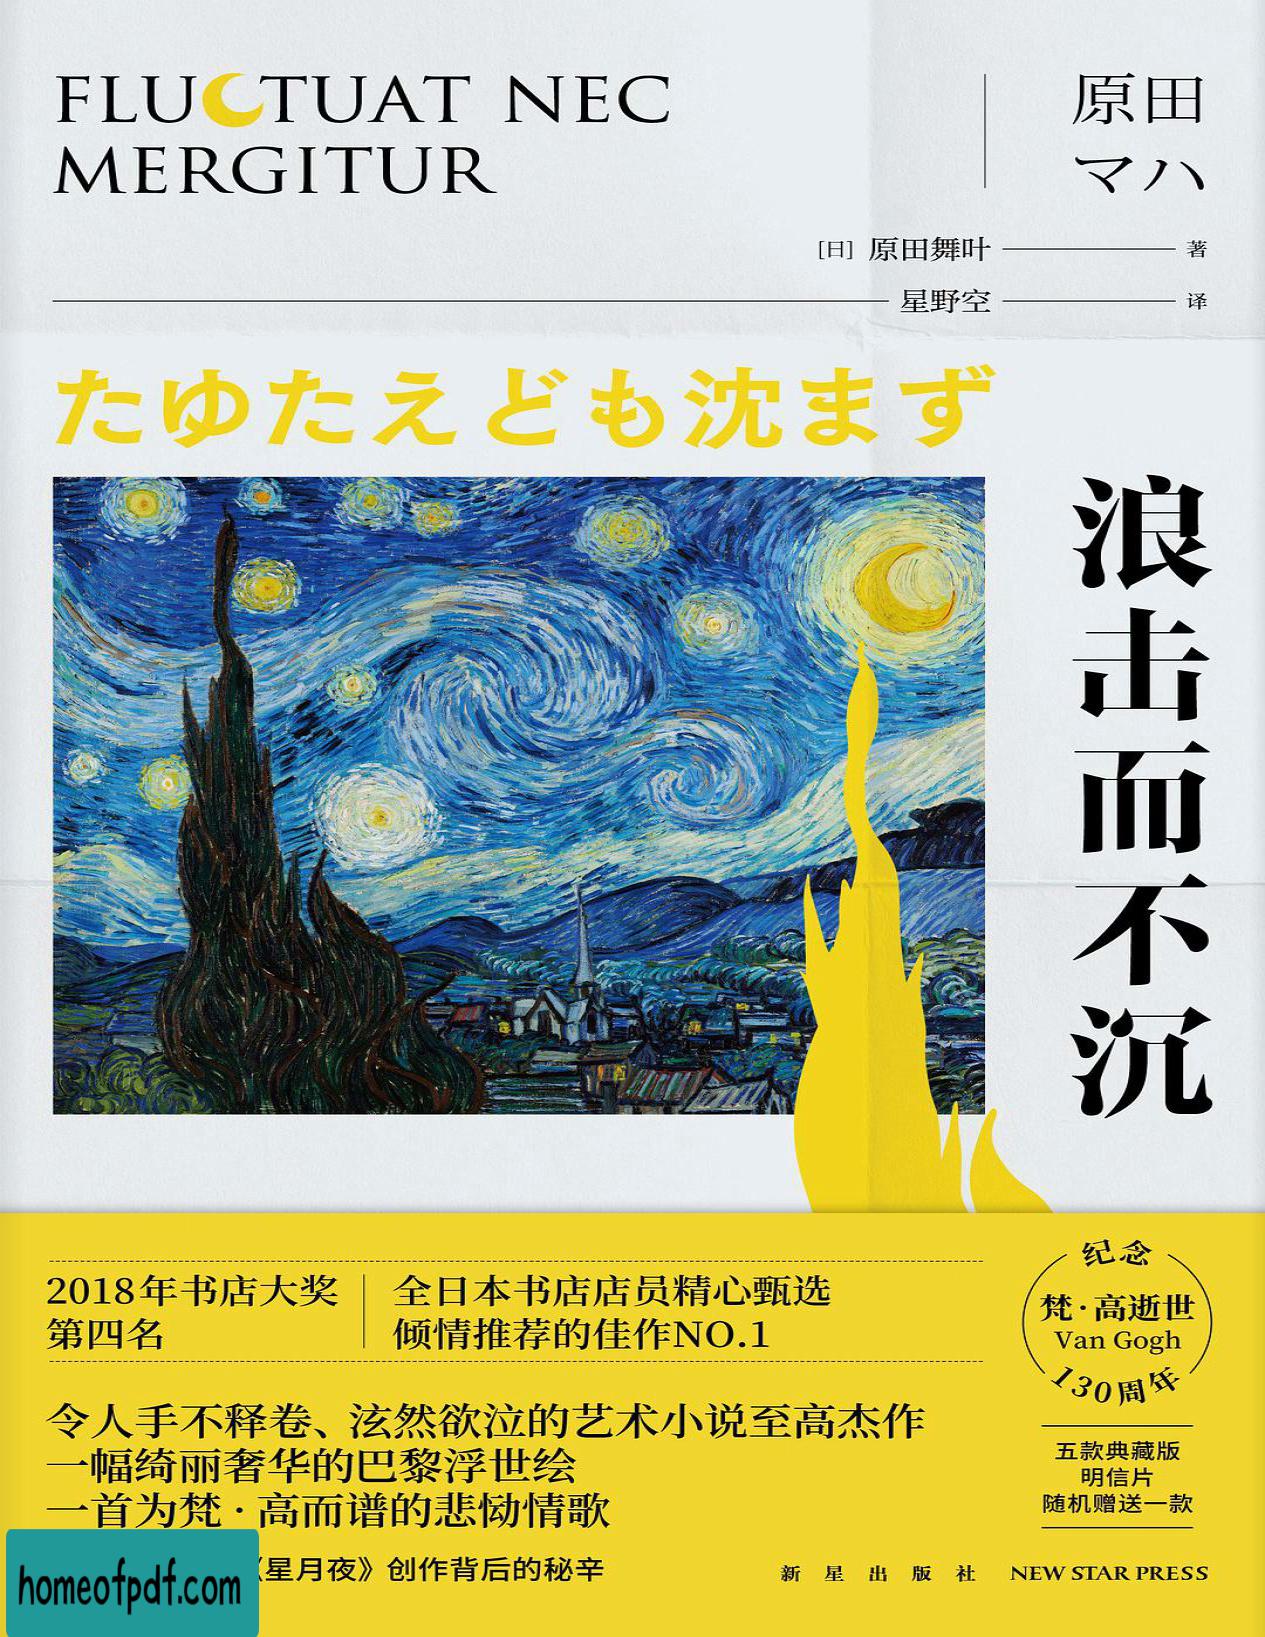 FLUCTUAT NEC
MERGITUR
原田
マハ
[日] 原田舞叶 著
星野空 译
たゆたえども沈まず
浪击而不沉
2018年书店大奖
第四名
全日本书店店员精心甄选
倾情推荐的佳作NO.1
纪念
梵·高逝世
Van Gogh
130周年
令人手不释卷、泫然欲泣的艺术小说至高杰作
一幅绮丽奢华的巴黎浮世绘
一首为梵·高而谱的悲恸情歌
《星月夜》创作背后的秘辛
五款典藏版
明信片
随机赠送一款
新星出版社 NEW STAR PRESS
homeofpdf.com